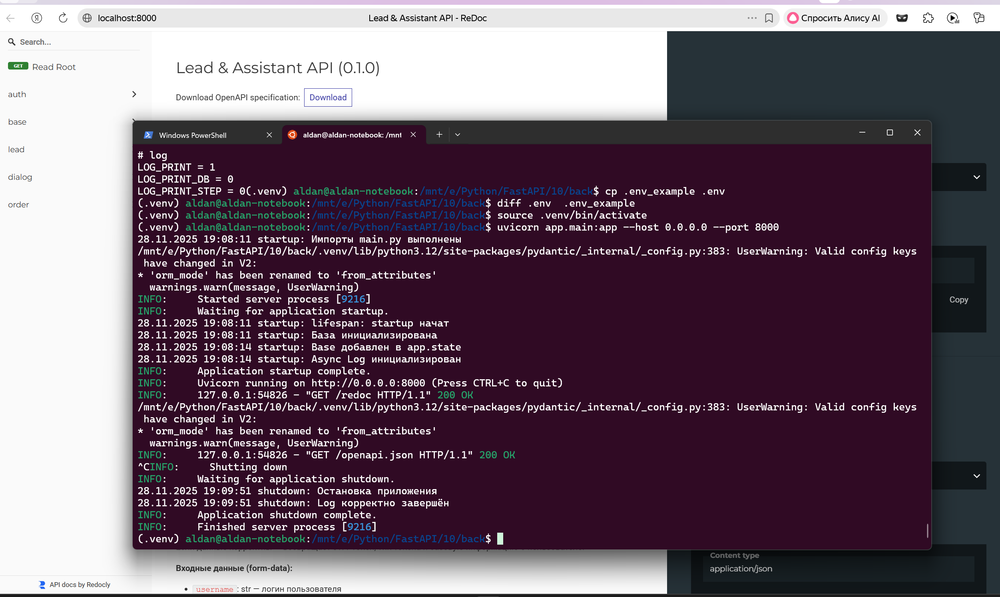 localhost:8000
Lead & Assistant API - ReDoc
Спросить Алису AI
Search...
GET Read Root
auth
base
lead
dialog
order
API docs by Redocly
Lead & Assistant API (0.1.0)
Download OpenAPI specification: Download
Windows PowerShell
aldan@aldan-notebook: /mnt
# log
LOG_PRINT = 1
LOG_PRINT_DB = 0
LOG_PRINT_STEP = 0(.venv) aldan@aldan-notebook:/mnt/e/Python/FastAPI/10/back$ cp .env_example .env
(.venv) aldan@aldan-notebook:/mnt/e/Python/FastAPI/10/back$ diff .env  .env_example
(.venv) aldan@aldan-notebook:/mnt/e/Python/FastAPI/10/back$ source .venv/bin/activate
(.venv) aldan@aldan-notebook:/mnt/e/Python/FastAPI/10/back$ uvicorn app.main:app --host 0.0.0.0 --port 8000
28.11.2025 19:08:11 startup: Импорты main.py выполнены
/mnt/e/Python/FastAPI/10/back/.venv/lib/python3.12/site-packages/pydantic/_internal/_config.py:383: UserWarning: Valid config keys
 have changed in V2:
* 'orm_mode' has been renamed to 'from_attributes'
  warnings.warn(message, UserWarning)
INFO:     Started server process [9216]
INFO:     Waiting for application startup.
28.11.2025 19:08:11 startup: lifespan: startup начат
28.11.2025 19:08:11 startup: База инициализирована
28.11.2025 19:08:14 startup: Base добавлен в app.state
28.11.2025 19:08:14 startup: Async Log инициализирован
INFO:     Application startup complete.
INFO:     Uvicorn running on http://0.0.0.0:8000 (Press CTRL+C to quit)
INFO:     127.0.0.1:54826 - "GET /redoc HTTP/1.1" 200 OK
/mnt/e/Python/FastAPI/10/back/.venv/lib/python3.12/site-packages/pydantic/_internal/_config.py:383: UserWarning: Valid config keys
 have changed in V2:
* 'orm_mode' has been renamed to 'from_attributes'
  warnings.warn(message, UserWarning)
INFO:     127.0.0.1:54826 - "GET /openapi.json HTTP/1.1" 200 OK
^CINFO:     Shutting down
INFO:     Waiting for application shutdown.
28.11.2025 19:09:51 shutdown: Остановка приложения
28.11.2025 19:09:51 shutdown: Log корректно завершён
INFO:     Application shutdown complete.
INFO:     Finished server process [9216]
(.venv) aldan@aldan-notebook:/mnt/e/Python/FastAPI/10/back$
Входные данные (form-data):
• username : str — логин пользователя
Copy
Content type
application/json